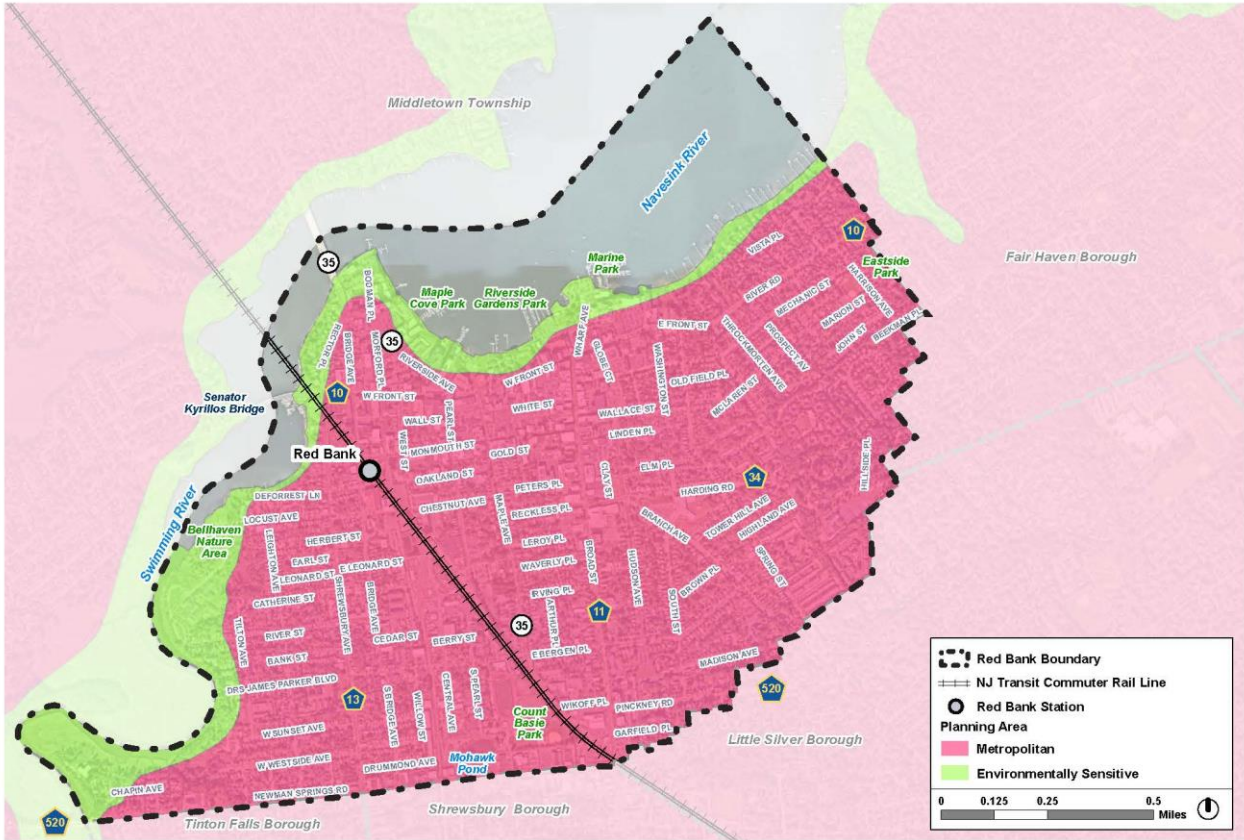 Middletown Township
Navesink River
35
Marine
Park
VISTA PL
10
Eastside
Park
Fair Haven Borough
BODMAN PL
Maple
Cove Park
Riverside
Gardens Park
RIVER RD
MECHANIC ST
HARRISON AVE
MARION ST
JOHN ST
BEEKMAN PL
RECTOR PL
BRIDGE AVE
MORFORD PL
35
RIVERSIDE AVE
WHARF AVE
GLOBE CT
E FRONT ST
WASHINGTON ST
THROCKMORTEN AVE
PROSPECT AV
Senator
Kyrillos Bridge
10
W FRONT ST
W FRONT ST
OLD FIELD PL
MCLAREN ST
WALL ST
PEARL ST
WHITE ST
WALLACE ST
LINDEN PL
Red Bank
WEST ST
MONMOUTH ST
GOLD ST
OAKLAND ST
ELM PL
CLAY ST
HILLSIDE PL
DEFORREST LN
CHESTNUT AVE
PETERS PL
HARDING RD
34
LOCUST AVE
MAPLE AVE
RECKLESS PL
BRANCH AVE
TOWER HILL AVE
HIGHLAND AVE
Swimming River
Bellhaven
Nature
Area
LEIGHTON AVE
HERBERT ST
LEROY PL
EARL ST
E LEONARD ST
LEONARD ST
WAVERLY PL
BROAD ST
HUDSON AVE
SPRING ST
BROWN PL
CATHERINE ST
SHREWSBURY AVE
BRIDGE AVE
IRVING PL
ARTHUR PL
11
SOUTH ST
TILTON AVE
RIVER ST
CEDAR ST
BERRY ST
35
BANK ST
E BERGEN PL
MADISON AVE
DRS JAMES PARKER BLVD
13
S BRIDGE AVE
WILLOW ST
CENTRAL AVE
S PEARL ST
520
WIKOFF PL
PINCKNEY RD
Count
Basie
Park
GARFIELD PL
W SUNSET AVE
Little Silver Borough
W WESTSIDE AVE
DRUMMOND AVE
Mohawk
Pond
CHAPIN AVE
NEWMAN SPRINGS RD
Shrewsbury Borough
520
Tinton Falls Borough
Red Bank Boundary
NJ Transit Commuter Rail Line
Red Bank Station
Planning Area
Metropolitan
Environmentally Sensitive
0 0.125 0.25 0.5
Miles